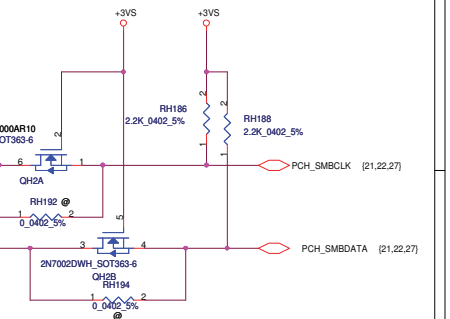 +3VS
+3VS
2
2
RH186
2.2K_0402_5%
RH188
2.2K_0402_5%
000AR10
OT363-6
2
1
1
6
1
PCH_SMBCLK {21,22,27}
QH2A
RH192 @
1
2
0_0402_5%
5
3
4
PCH_SMBDATA {21,22,27}
2N7002DWH_SOT363-6
QH2B
RH194
1
2
0_0402_5%
@